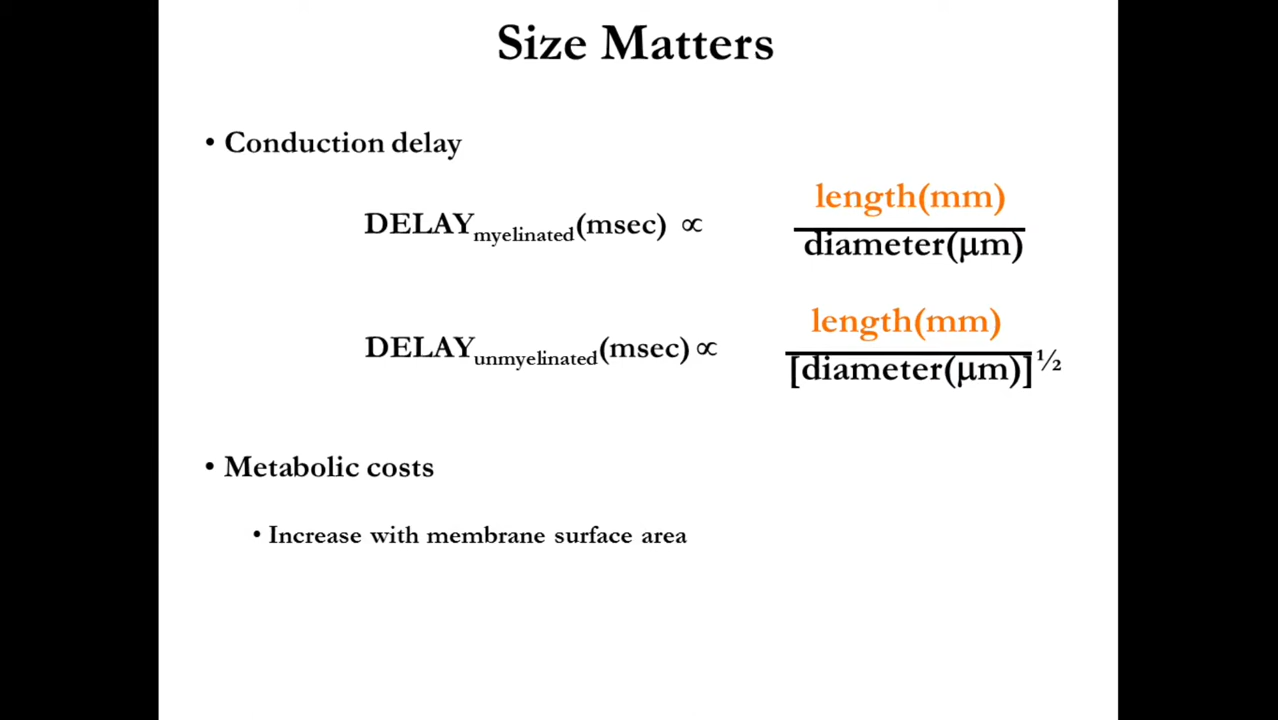 Size Matters
• Conduction delay
DELAYmyelinated(msec) ∝ length(mm)
diameter(μm)
DELAYunmyelinated(msec) ∝ length(mm)
[diameter(μm)]½
• Metabolic costs
• Increase with membrane surface area